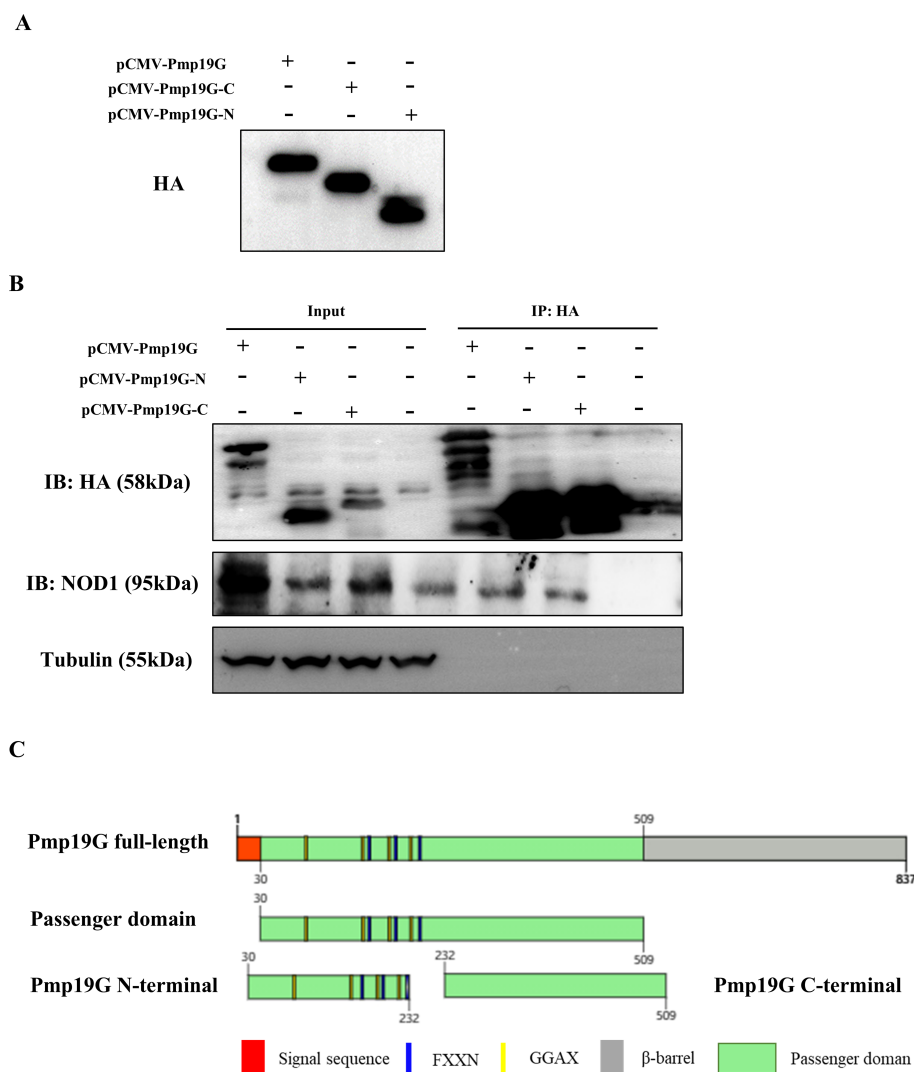 A
pCMV-Pmp19G + - -
pCMV-Pmp19G-C - + -
pCMV-Pmp19G-N - - +
HA
B
Input IP: HA
pCMV-Pmp19G + - - - + - - -
pCMV-Pmp19G-N - + - - - + - -
pCMV-Pmp19G-C - - + - - - + -
IB: HA (58kDa)
IB: NOD1 (95kDa)
Tubulin (55kDa)
C
1 509
Pmp19G full-length
30 837
30
Passenger domain
509
30 232
Pmp19G N-terminal Pmp19G C-terminal
232 509
Signal sequence FXXN GGAX β-barrel Passenger domain